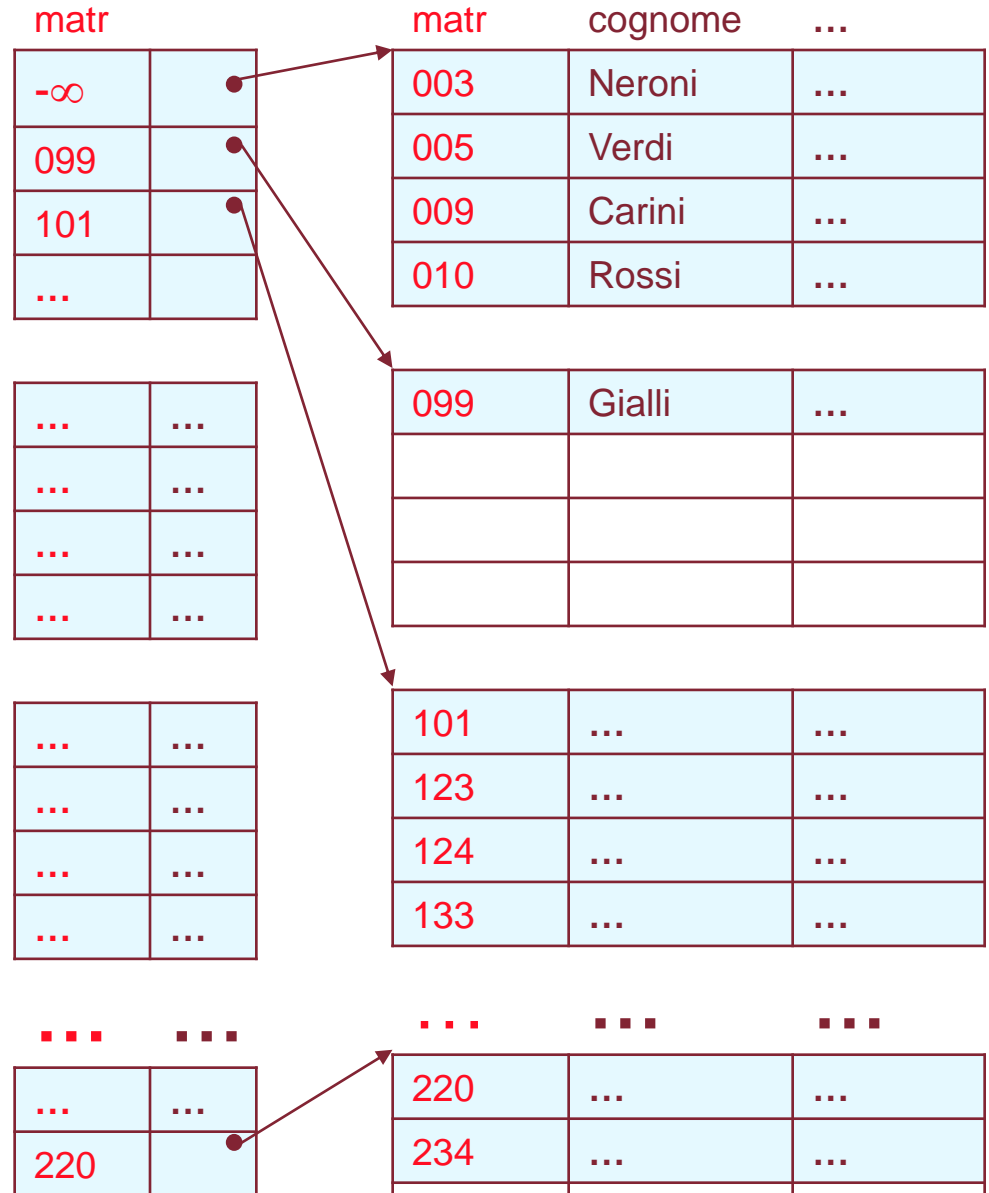 matr
-∞
099
101
…
… …
… …
… …
… …
… …
… …
… …
… …
… …
… …
220
matr cognome …
003 Neroni …
005 Verdi …
009 Carini …
010 Rossi …
099 Gialli …
101 … …
123 … …
124 … …
133 … …
… … …
220 … …
234 … …